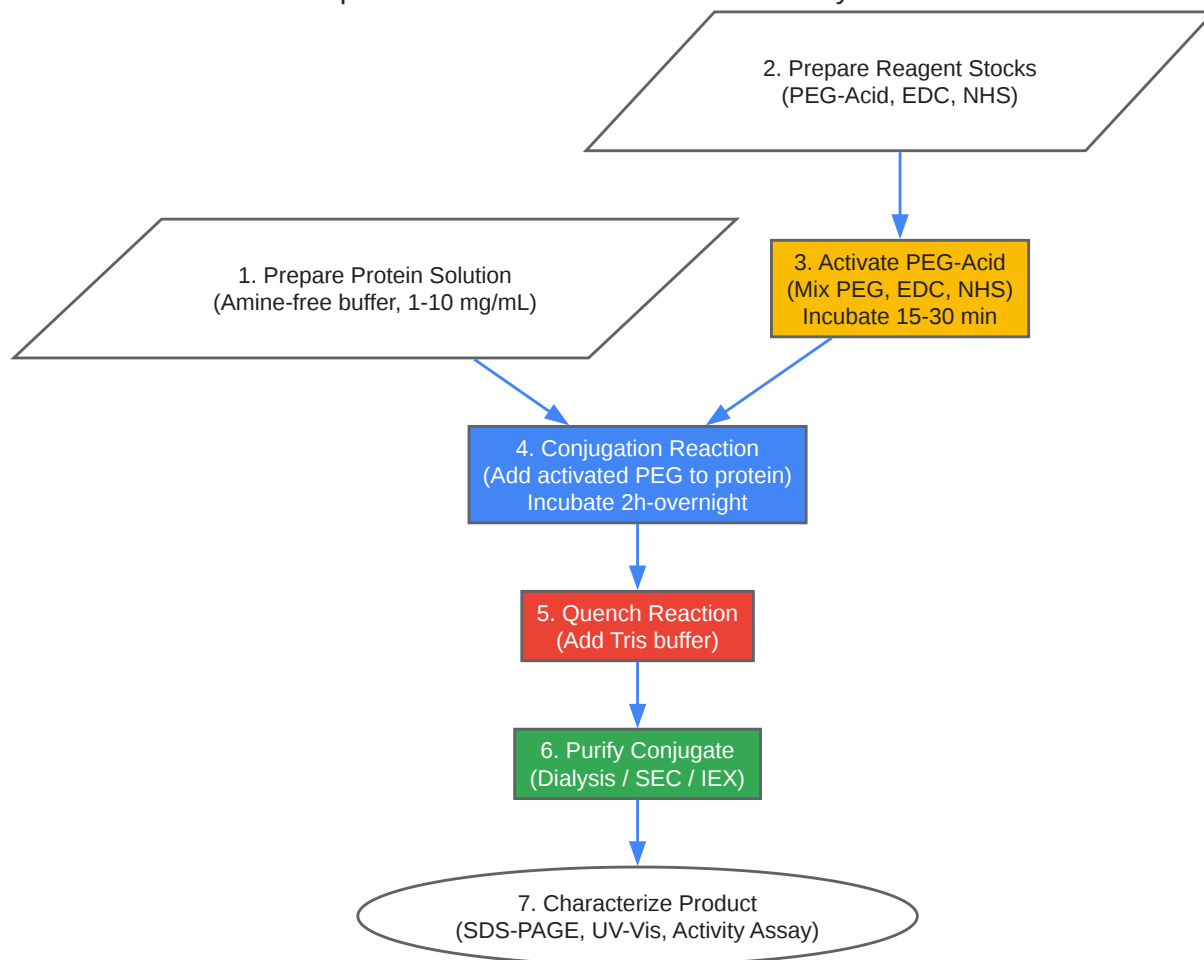 2. Prepare Reagent Stocks
(PEG-Acid, EDC, NHS)
1. Prepare Protein Solution
(Amine-free buffer, 1-10 mg/mL)
3. Activate PEG-Acid
(Mix PEG, EDC, NHS)
Incubate 15-30 min
4. Conjugation Reaction
(Add activated PEG to protein)
Incubate 2h-overnight
5. Quench Reaction
(Add Tris buffer)
6. Purify Conjugate
(Dialysis / SEC / IEX)
7. Characterize Product
(SDS-PAGE, UV-Vis, Activity Assay)